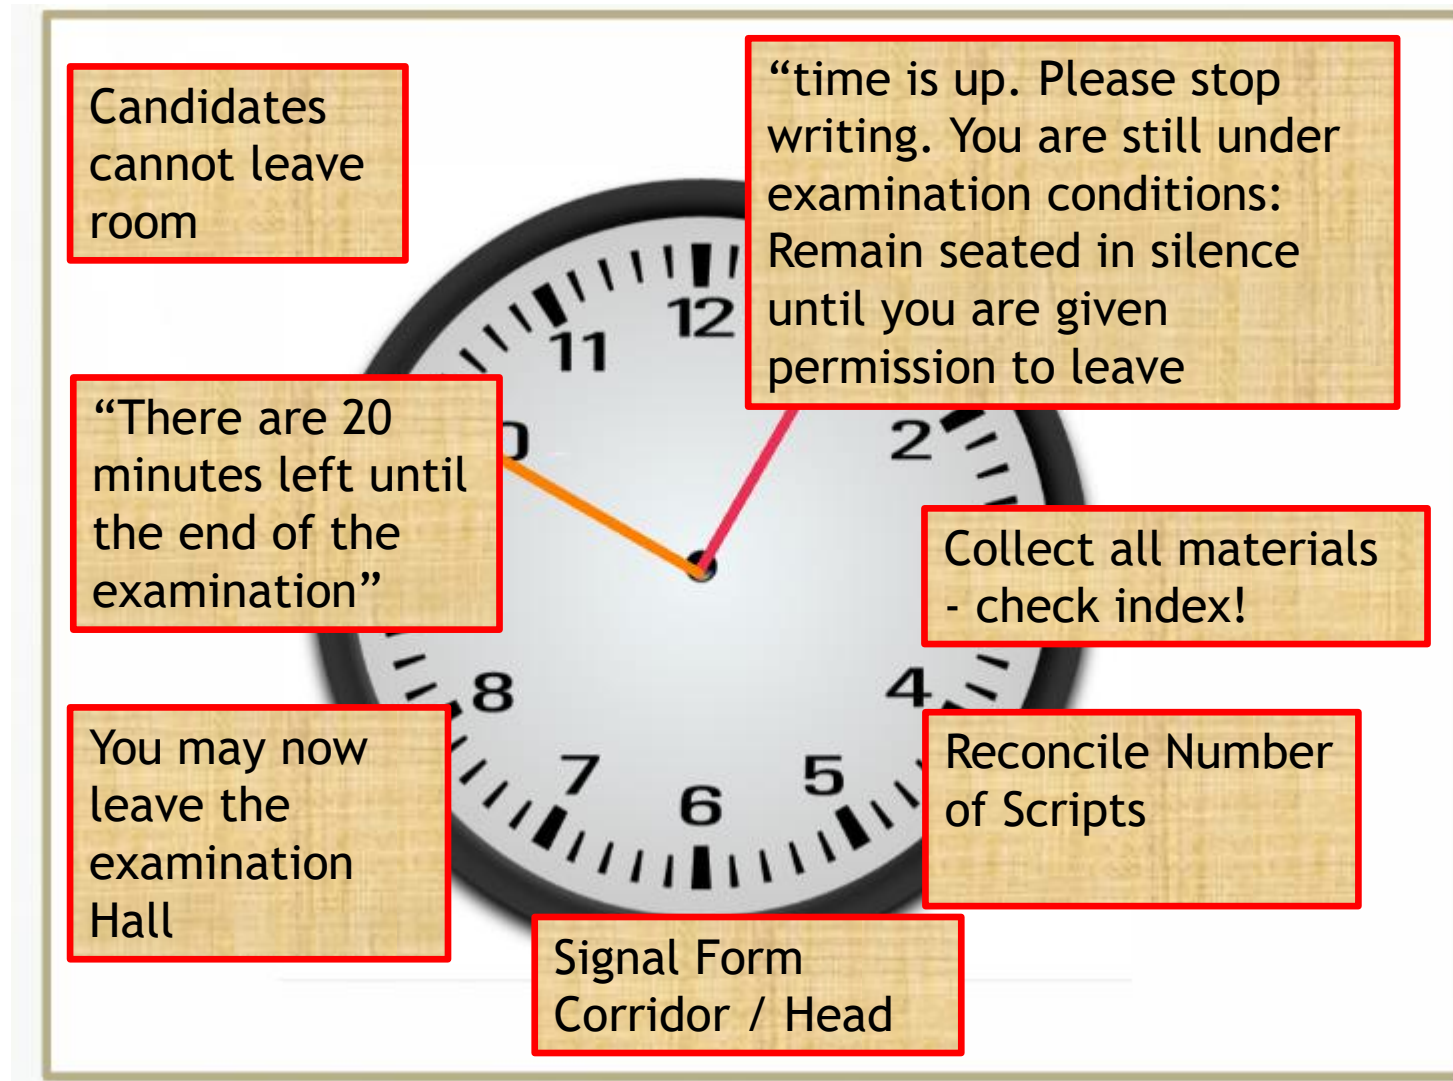 Candidates
cannot leave
room
“time is up. Please stop
writing. You are still under
examination conditions:
Remain seated in silence
until you are given
permission to leave
12
11
“There are 20
minutes left until
the end of the
examination”
0
2
Collect all materials
- check index!
8
4
You may now
leave the
examination
Hall
7
6
5
Reconcile Number
of Scripts
Signal Form
Corridor / Head